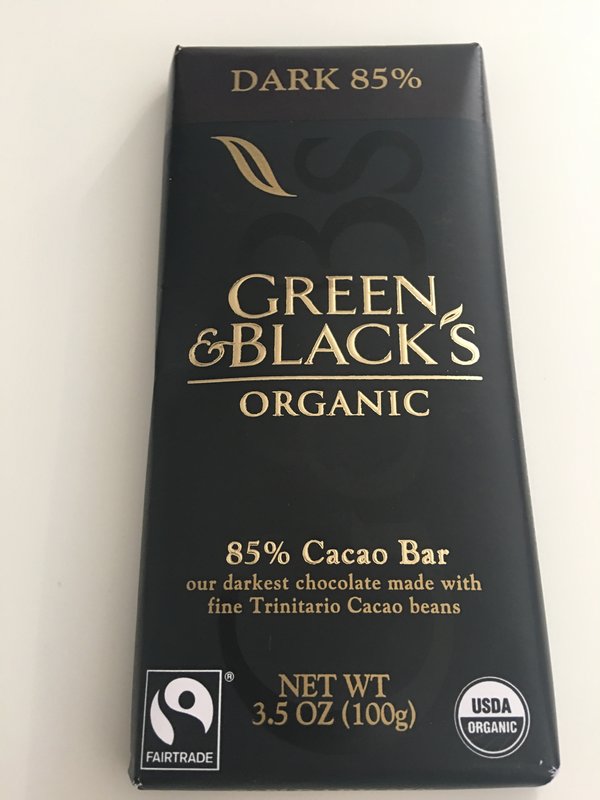 DARK 85%
GREEN
&BLACK'S
ORGANIC
85% Cacao Bar
our darkest chocolate made with
fine Trinitario Cacao beans
NET WT
3.5 OZ (100g)
®
FAIRTRADE
USDA
ORGANIC